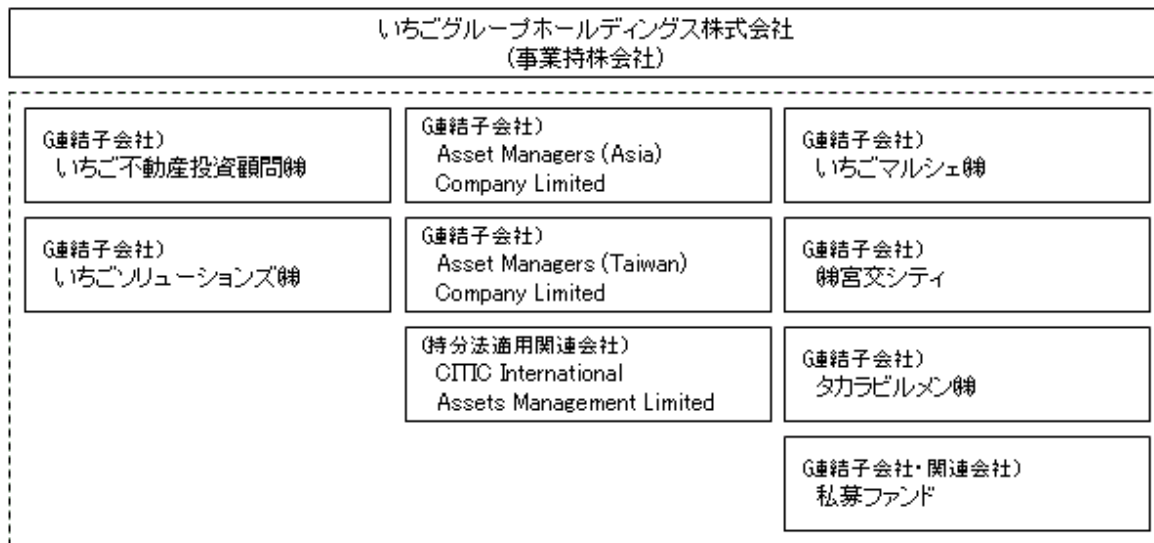 いちごグループホールディングス株式会社
(事業持株会社)
(連結子会社)
いちご不動産投資顧問㈱
(連結子会社)
いちごソリューションズ㈱
(連結子会社)
Asset Managers (Asia)
Company Limited
(連結子会社)
Asset Managers (Taiwan)
Company Limited
(持分法適用関連会社)
CITIC International
Assets Management Limited
(連結子会社)
いちごマルシェ㈱
(連結子会社)
㈱宮交シティ
(連結子会社)
タカラビルメン㈱
(連結子会社・関連会社)
私募ファンド